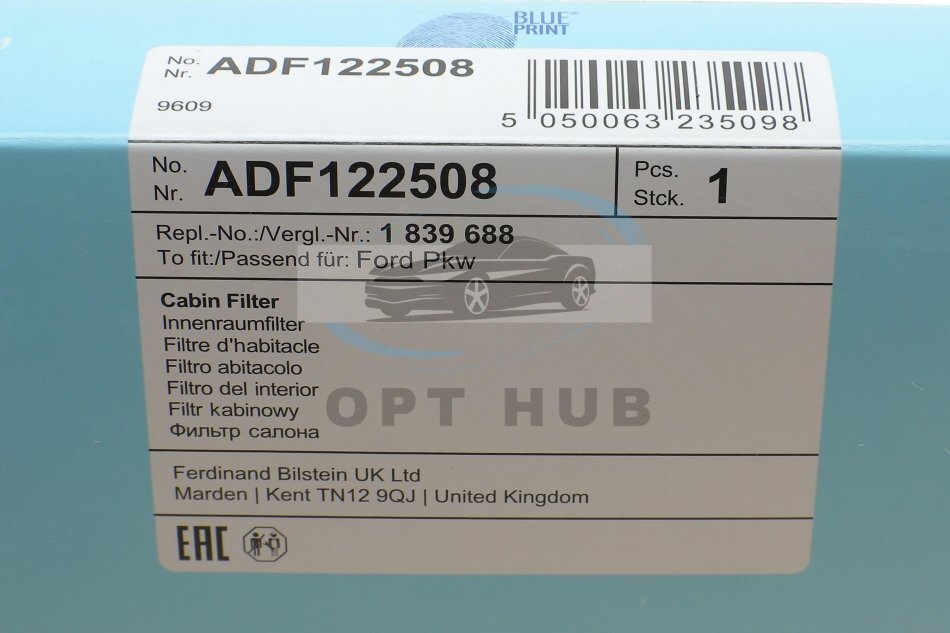 BLUE
PRINT
No. ADF122508
Nr.
9609
5 050063 235098
No. ADF122508
Nr.
Pcs. 1
Stck.
Repl.-No.:/Vergl.-Nr.: 1 839 688
To fit:/Passend für: Ford Pkw
Cabin Filter
Innenraumfilter
Filtre d'habitacle
Filtro abitacolo
Filtro del interior
Filtr kabinowy
Фильтр салона
OPT HUB
Ferdinand Bilstein UK Ltd
Marden | Kent TN12 9QJ | United Kingdom
EAC